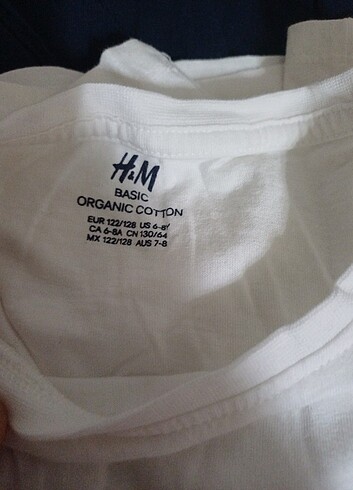 H&M
BASIC
ORGANIC COTTON
EUR 122/128 US 6-8Y
CA 6-8A CN 130/64
MX 122/128 AUS 7-8